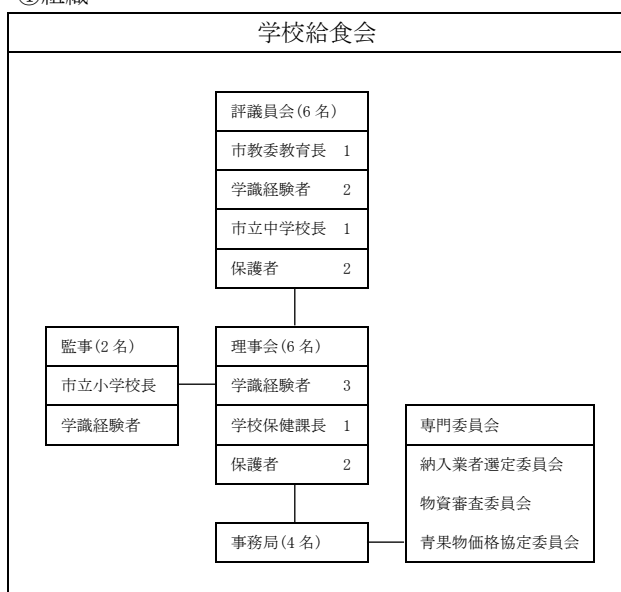 ①組織
学校給食会
評議員会(6 名)
市教委教育長 1
学識経験者 2
市立中学校長 1
保護者 2
監事(2 名)
市立小学校長
学識経験者
理事会(6 名)
学識経験者 3
学校保健課長 1
保護者 2
専門委員会
納入業者選定委員会
物資審査委員会
青果物価格協定委員会
事務局(4 名)